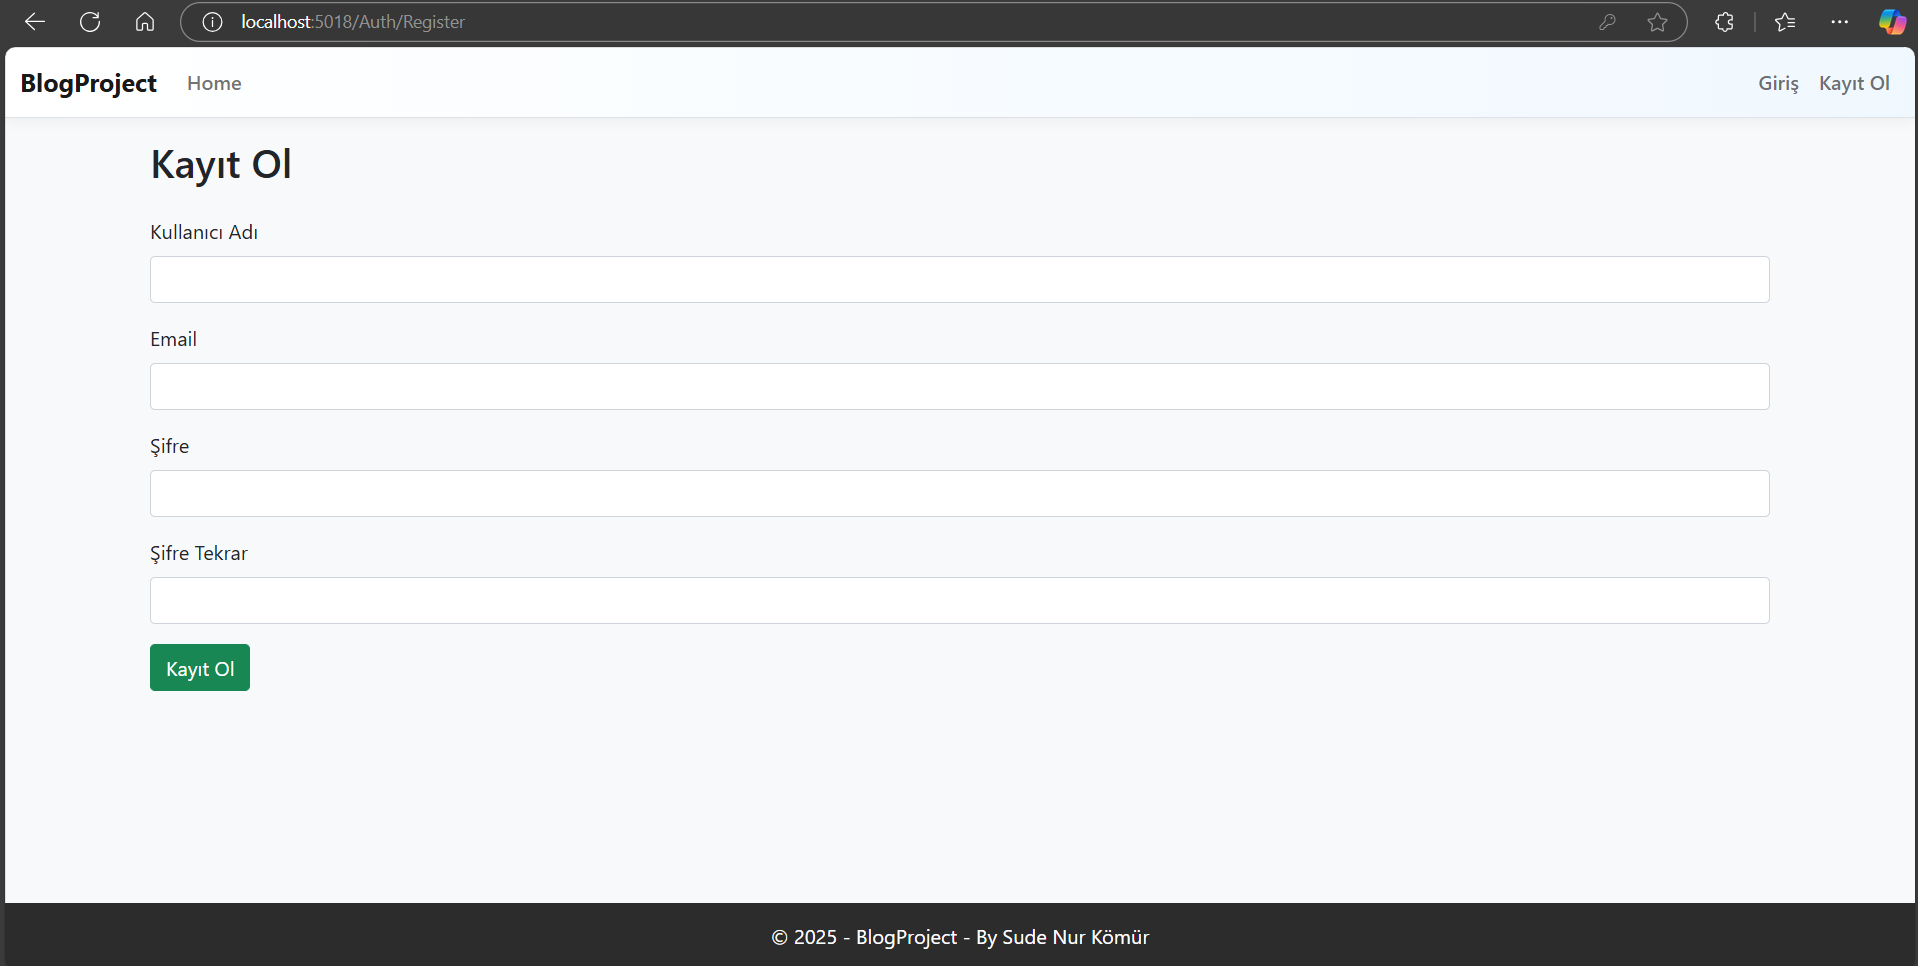 localhost:5018/Auth/Register
BlogProject Home Giriş Kayıt Ol
Kayıt Ol
Kullanıcı Adı
Email
Şifre
Şifre Tekrar
Kayıt Ol
© 2025 - BlogProject - By Sude Nur Kömür